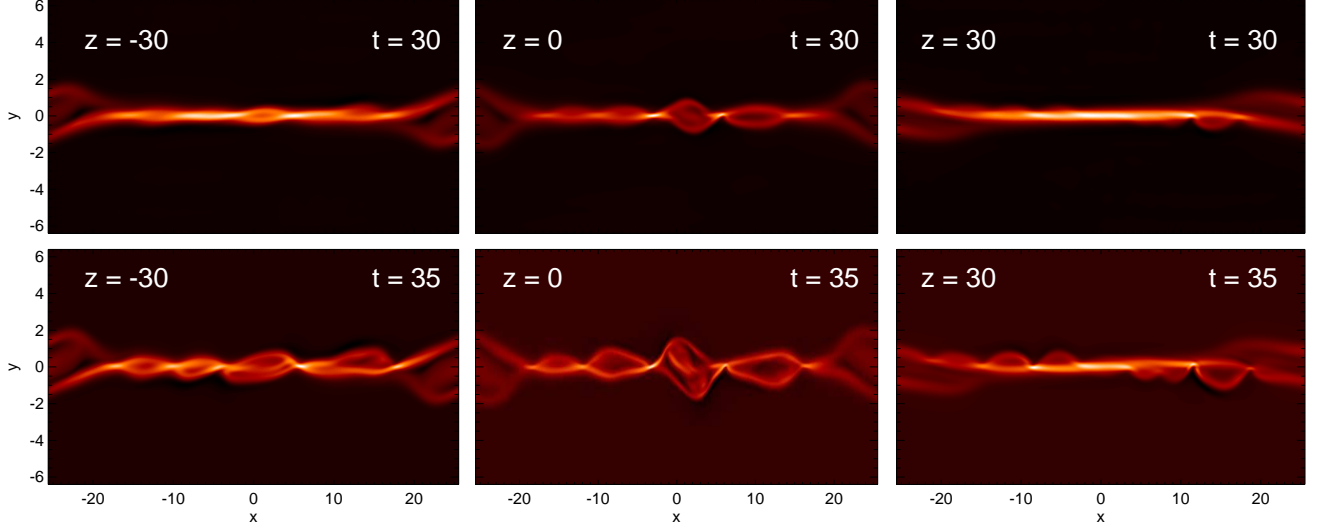 6
4
2
0
-2
-4
-6
y
z = -30 t = 30
z = 0 t = 30
z = 30 t = 30
6
4
2
0
-2
-4
-6
y
z = -30 t = 35
z = 0 t = 35
z = 30 t = 35
-20 -10 0 10 20
x
-20 -10 0 10 20
x
-20 -10 0 10 20
x